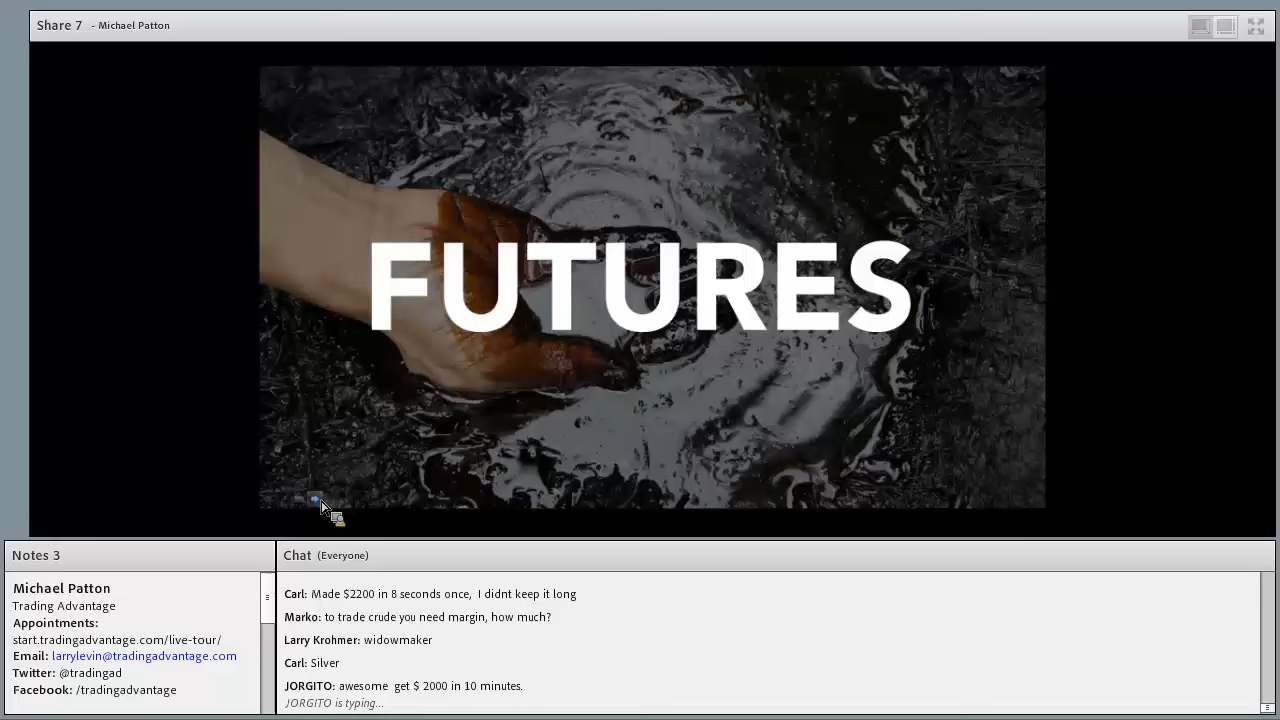 Share 7 - Michael Patton
FUTURES
Notes 3
Michael Patton
Trading Advantage
Appointments:
start.tradingadvantage.com/live-tour/
Email: larrylevin@tradingadvantage.com
Twitter: @tradingad
Facebook: /tradingadvantage
Chat (Everyone)
Carl: Made $2200 in 8 seconds once, I didnt keep it long
Marko: to trade crude you need margin, how much?
Larry Krohmer: widowmaker
Carl: Silver
JORGITO: awesome get $ 2000 in 10 minutes.
JORGITO is typing...